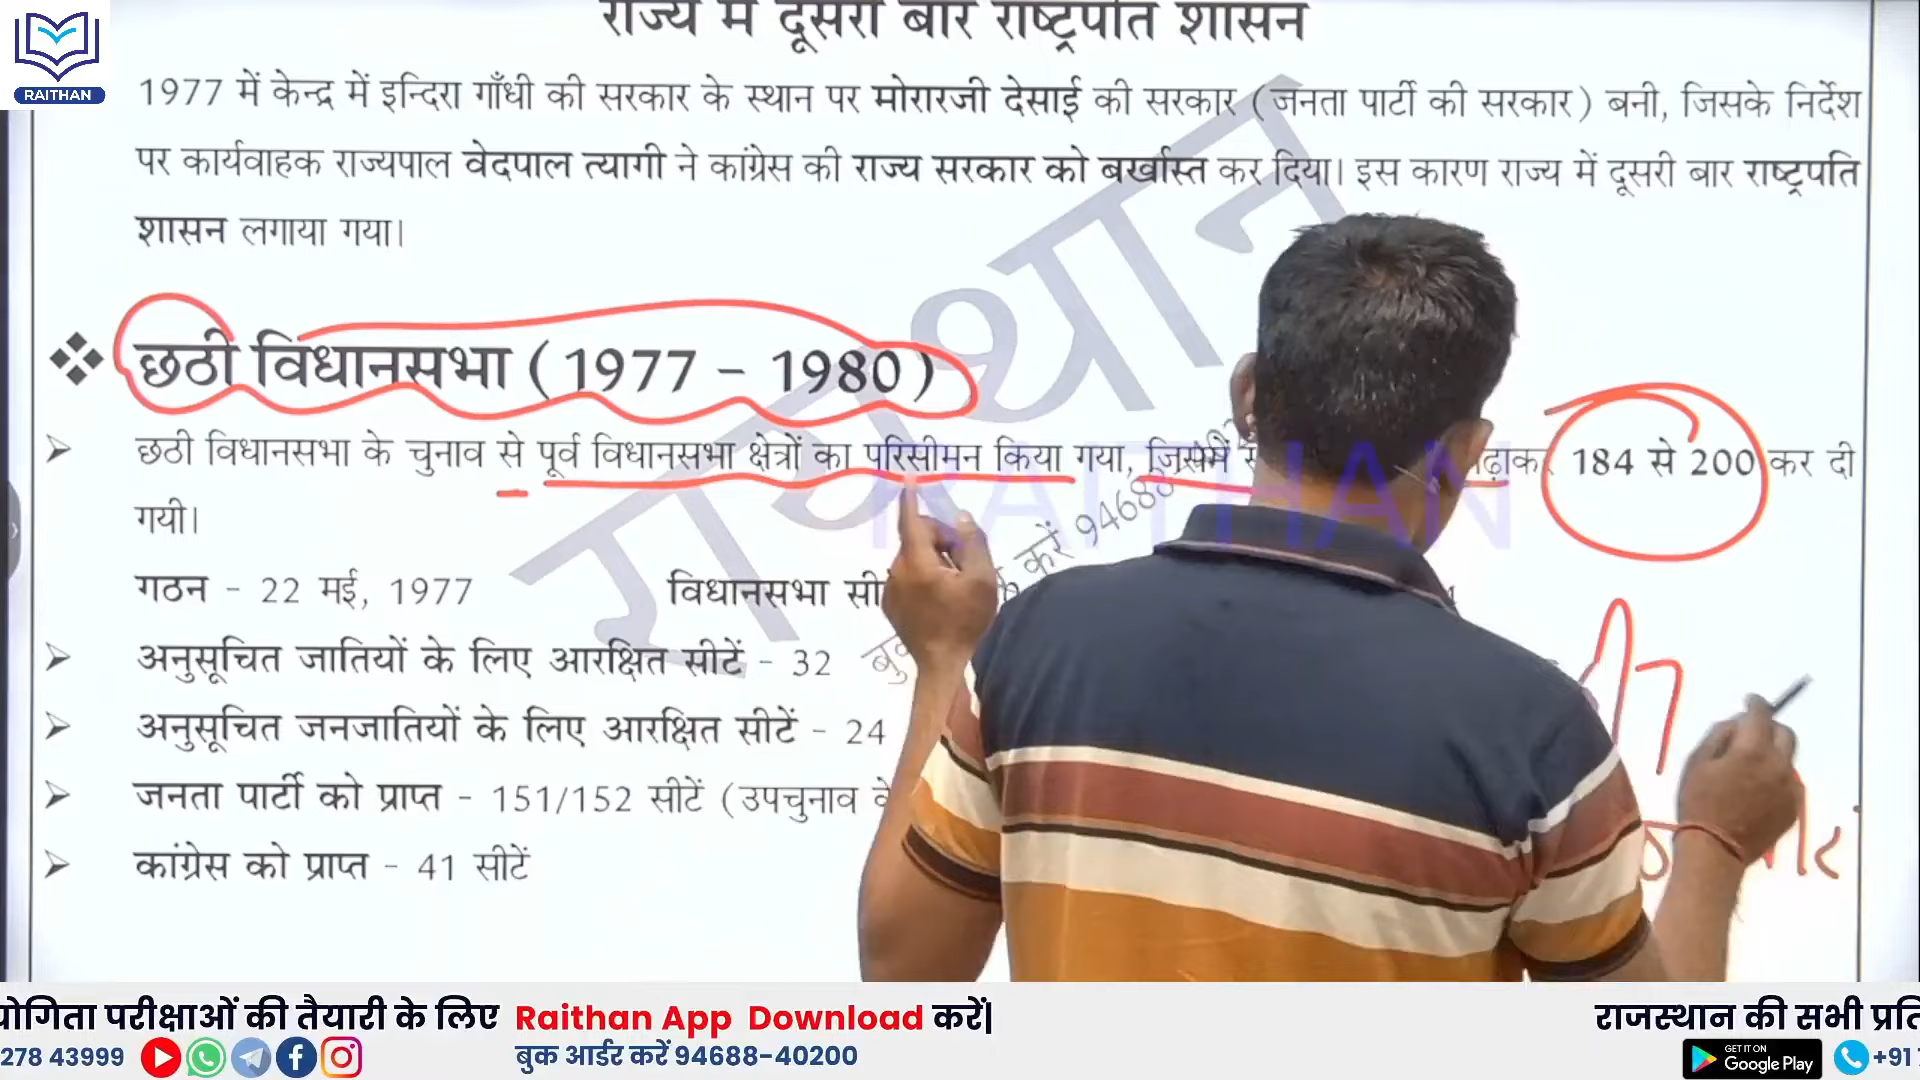 RAITHAN
राज्य में दूसरी बार राष्ट्रपति शासन
1977 में केन्द्र में इन्दिरा गाँधी की सरकार के स्थान पर मोरारजी देसाई की सरकार (जनता पार्टी की सरकार) बनी, जिसके निर्देश
पर कार्यवाहक राज्यपाल वेदपाल त्यागी ने कांग्रेस की राज्य सरकार को बर्खास्त कर दिया। इस कारण राज्य में दूसरी बार राष्ट्रपति
शासन लगाया गया।
❖ छठी विधानसभा (1977 – 1980)
➢ छठी विधानसभा के चुनाव से पूर्व विधानसभा क्षेत्रों का परिसीमन किया गया, जिसमें 184 से 200 कर दी
गयी।
गठन - 22 मई, 1977 विधानसभा
➢ अनुसूचित जातियों के लिए आरक्षित सीटें - 32
➢ अनुसूचित जनजातियों के लिए आरक्षित सीटें - 24
➢ जनता पार्टी को प्राप्त - 151/152 सीटें (उपचुनाव
➢ कांग्रेस को प्राप्त - 41 सीटें
रायथान
RAITHAN
करें 94688
योगिता परीक्षाओं की तैयारी के लिए Raithan App Download करें|
राजस्थान की सभी
278 43999
बुक आर्डर करें 94688-40200
GET IT ON
Google Play
+91